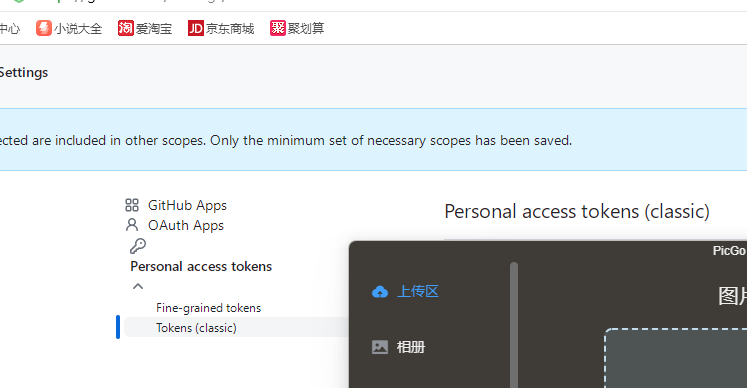 中心 小说大全 爱淘宝 JD 京东商城 聚划算
Settings
ected are included in other scopes. Only the minimum set of necessary scopes has been saved.
GitHub Apps
OAuth Apps
Personal access tokens
Fine-grained tokens
Tokens (classic)
Personal access tokens (classic)
PicGo
上传区
图片
相册